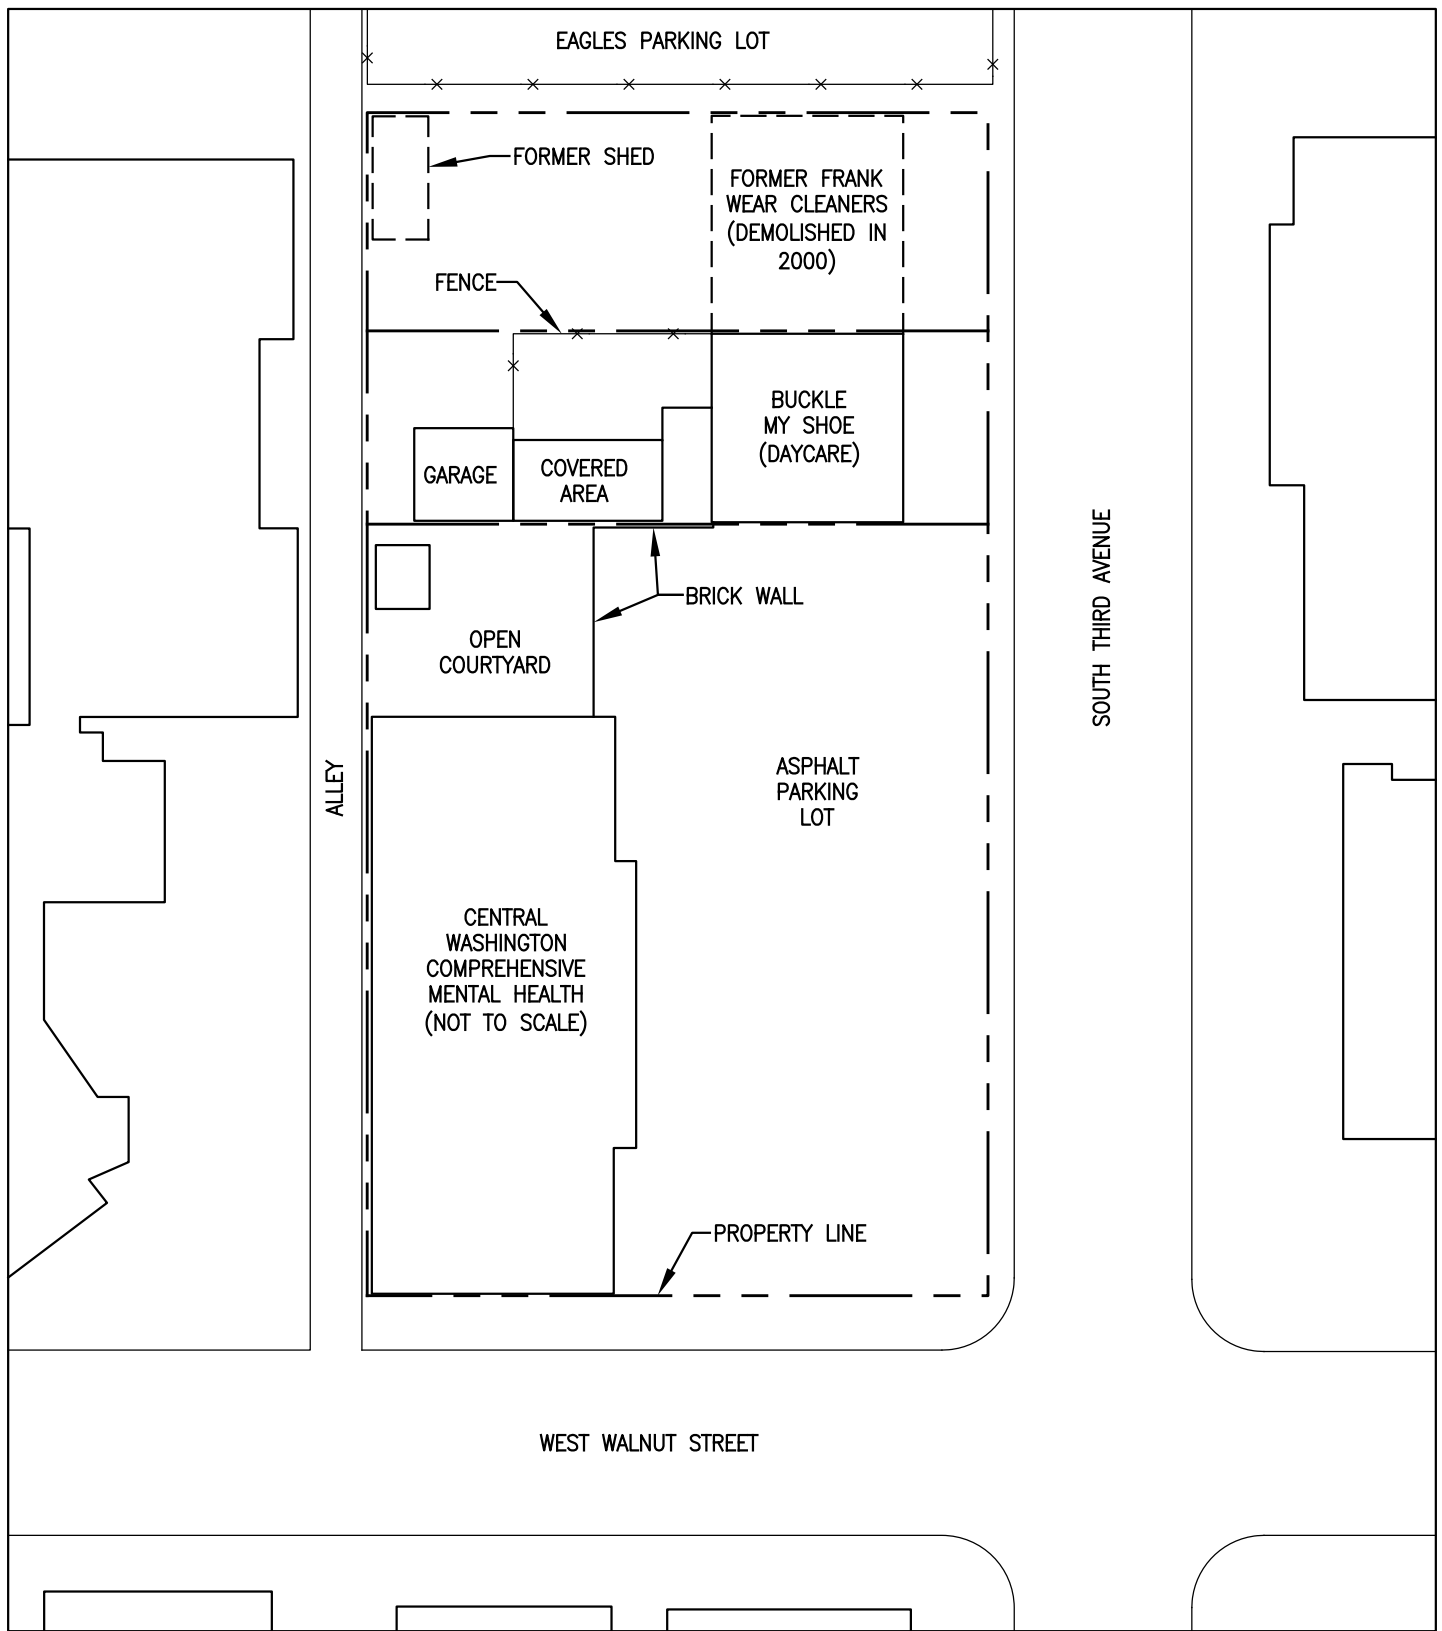 EAGLES PARKING LOT
FORMER SHED
FORMER FRANK
WEAR CLEANERS
(DEMOLISHED IN
2000)
FENCE
BUCKLE
MY SHOE
(DAYCARE)
GARAGE
COVERED
AREA
BRICK WALL
OPEN
COURTYARD
SOUTH THIRD AVENUE
ALLEY
ASPHALT
PARKING
LOT
CENTRAL
WASHINGTON
COMPREHENSIVE
MENTAL HEALTH
(NOT TO SCALE)
PROPERTY LINE
WEST WALNUT STREET